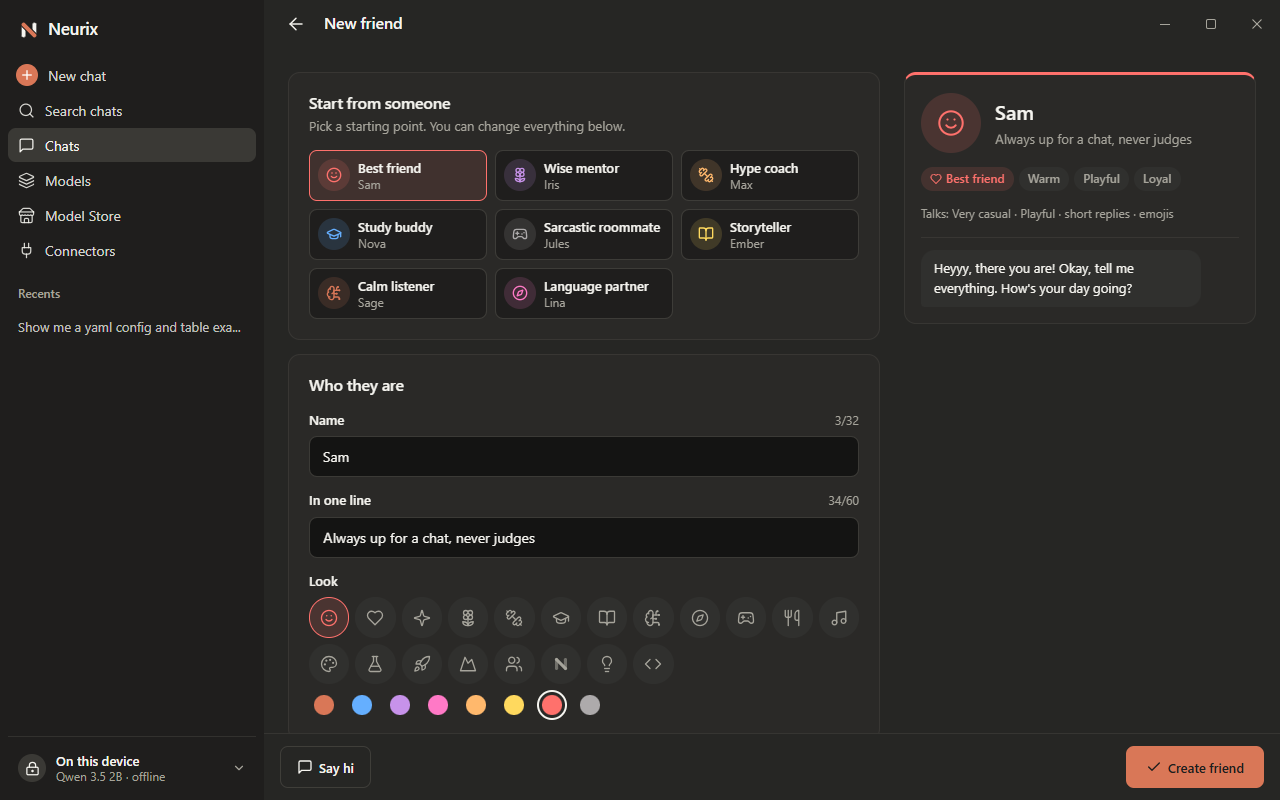 Neurix
New chat
Search chats
Chats
Models
Model Store
Connectors
Recents
Show me a yaml config and table exa...
On this device
Qwen 3.5 2B · offline
New friend
Start from someone
Pick a starting point. You can change everything below.
Best friend
Sam
Wise mentor
Iris
Hype coach
Max
Study buddy
Nova
Sarcastic roommate
Jules
Storyteller
Ember
Calm listener
Sage
Language partner
Lina
Who they are
Name 3/32
Sam
In one line 34/60
Always up for a chat, never judges
Look
Say hi
Create friend
Sam
Always up for a chat, never judges
Best friend Warm Playful Loyal
Talks: Very casual · Playful · short replies · emojis
Heyyy, there you are! Okay, tell me
everything. How's your day going?